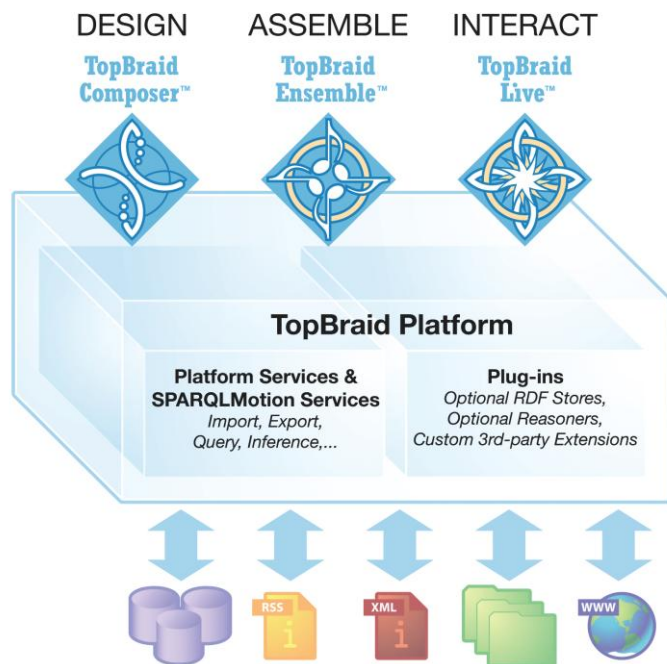 DESIGN ASSEMBLE INTERACT
TopBraid Composer™
TopBraid Ensemble™
TopBraid Live™
TopBraid Platform
Platform Services &
SPARQLMotion Services
Import, Export,
Query, Inference,...
Plug-ins
Optional RDF Stores,
Optional Reasoners,
Custom 3rd-party Extensions
RSS
i
XML
i
WWW